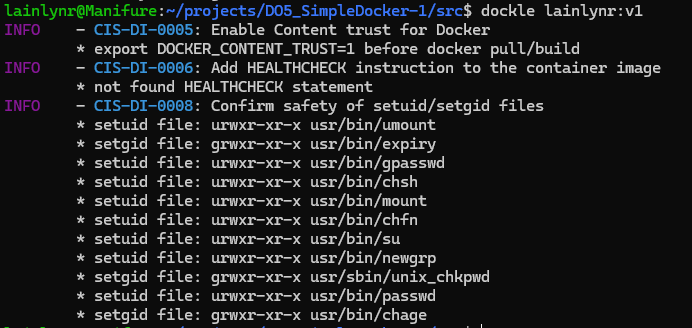 lainlynr@Manifure:~/projects/DO5_SimpleDocker-1/src$ dockle lainlynr:v1
INFO - CIS-DI-0005: Enable Content trust for Docker
* export DOCKER_CONTENT_TRUST=1 before docker pull/build
INFO - CIS-DI-0006: Add HEALTHCHECK instruction to the container image
* not found HEALTHCHECK statement
INFO - CIS-DI-0008: Confirm safety of setuid/setgid files
* setuid file: urwxr-xr-x usr/bin/umount
* setgid file: grwxr-xr-x usr/bin/expiry
* setuid file: urwxr-xr-x usr/bin/gpasswd
* setuid file: urwxr-xr-x usr/bin/chsh
* setuid file: urwxr-xr-x usr/bin/mount
* setuid file: urwxr-xr-x usr/bin/chfn
* setuid file: urwxr-xr-x usr/bin/su
* setuid file: urwxr-xr-x usr/bin/newgrp
* setgid file: grwxr-xr-x usr/sbin/unix_chkpwd
* setuid file: urwxr-xr-x usr/bin/passwd
* setgid file: grwxr-xr-x usr/bin/chage